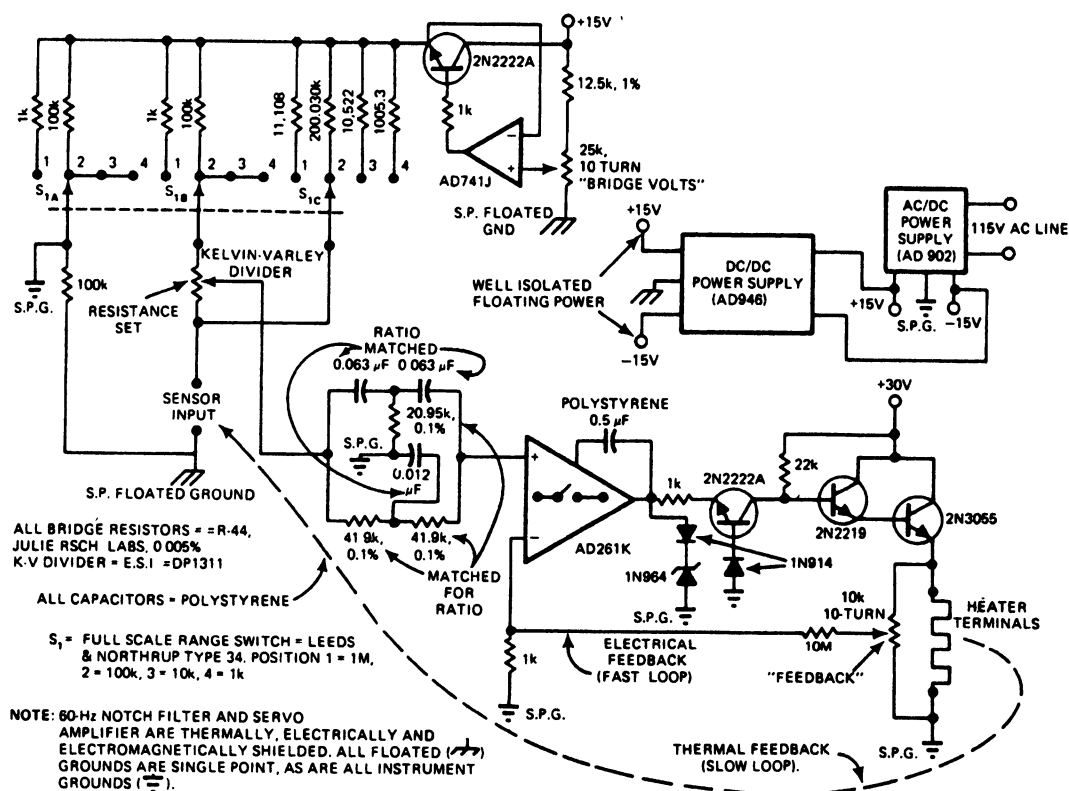 +15V
2N2222A
12.5k, 1%
1k
100k
1k
100k
11,108
200.030k
10,522
1005.3
1k
−
+
AD741J
25k,
10 TURN
"BRIDGE VOLTS"
1 2 3 4
1 2 3 4
1 2 3 4
S1A
S1B
S1C
S.P. FLOATED
GND
KELVIN-VARLEY
DIVIDER
S.P.G.
100k
RESISTANCE
SET
SENSOR
INPUT
S.P. FLOATED GROUND
+15V
WELL ISOLATED
FLOATING POWER
−15V
DC/DC
POWER SUPPLY
(AD946)
AC/DC
POWER
SUPPLY
(AD 902)
115V AC LINE
+15V
S.P.G.
−15V
RATIO
MATCHED
0.063 µF 0 063 µF
20.95k,
0.1%
S.P.G.
0.012
µF
41.9k,
0.1%
41.9k,
0.1%
MATCHED
FOR
RATIO
POLYSTYRENE
0.5 µF
+
−
AD261K
1k
2N2222A
22k
+30V
2N2219
2N3055
1N914
1N964
S.P.G.
10k
10-TURN
HEATER
TERMINALS
10M
"FEEDBACK"
ELECTRICAL
FEEDBACK
(FAST LOOP)
1k
S.P.G.
S.P.G.
THERMAL FEEDBACK
(SLOW LOOP).
ALL BRIDGE RESISTORS = =R-44,
JULIE RSCH LABS, 0 005%
K-V DIVIDER = E.S.I =DP1311
ALL CAPACITORS = POLYSTYRENE
S1 = FULL SCALE RANGE SWITCH = LEEDS
& NORTHRUP TYPE 34. POSITION 1 = 1M,
2 = 100k, 3 = 10k, 4 = 1k
NOTE: 60-Hz NOTCH FILTER AND SERVO
AMPLIFIER ARE THERMALLY, ELECTRICALLY AND
ELECTROMAGNETICALLY SHIELDED. ALL FLOATED ( )
GROUNDS ARE SINGLE POINT, AS ARE ALL INSTRUMENT
GROUNDS ( ).